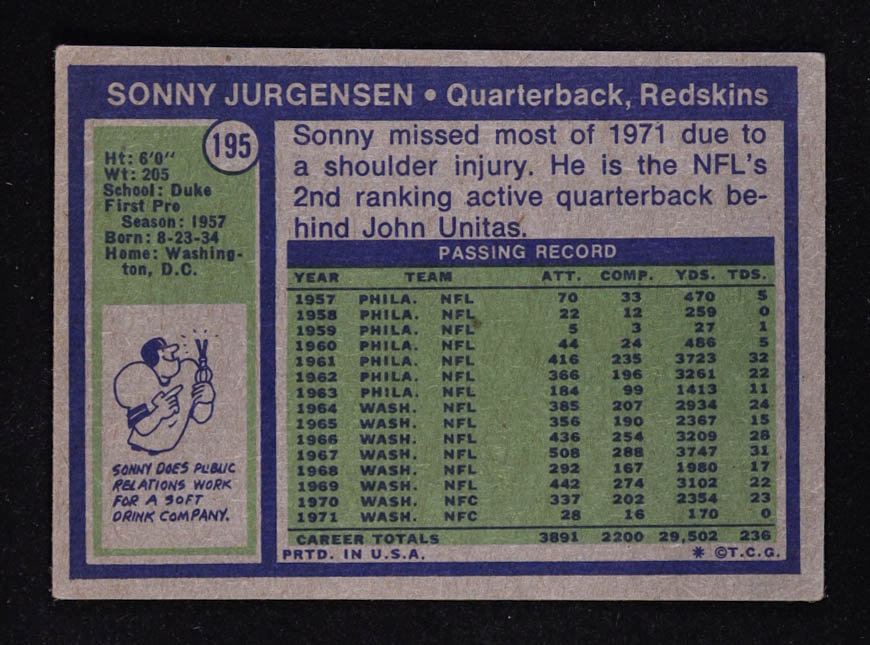 SONNY JURGENSEN • Quarterback, Redskins
195
Ht: 6'0"
Wt: 205
School: Duke
First Pro
Season: 1957
Born: 8-23-34
Home: Washing-
ton, D.C.
SONNY DOES PUBLIC
RELATIONS WORK
FOR A SOFT
DRINK COMPANY.
Sonny missed most of 1971 due to
a shoulder injury. He is the NFL's
2nd ranking active quarterback be-
hind John Unitas.
PASSING RECORD
YEAR TEAM ATT. COMP. YDS. TDS.
1957 PHILA. NFL 70 33 470 5
1958 PHILA. NFL 22 12 259 0
1959 PHILA. NFL 5 3 27 1
1960 PHILA. NFL 44 24 486 5
1961 PHILA. NFL 416 235 3723 32
1962 PHILA. NFL 366 196 3261 22
1963 PHILA. NFL 184 99 1413 11
1964 WASH. NFL 385 207 2934 24
1965 WASH. NFL 356 190 2367 15
1966 WASH. NFL 436 254 3209 28
1967 WASH. NFL 508 288 3747 31
1968 WASH. NFL 292 167 1980 17
1969 WASH. NFL 442 274 3102 22
1970 WASH. NFC 337 202 2354 23
1971 WASH. NFC 28 16 170 0
CAREER TOTALS 3891 2200 29,502 236
PRTD. IN U.S.A. * ©T.C.G.